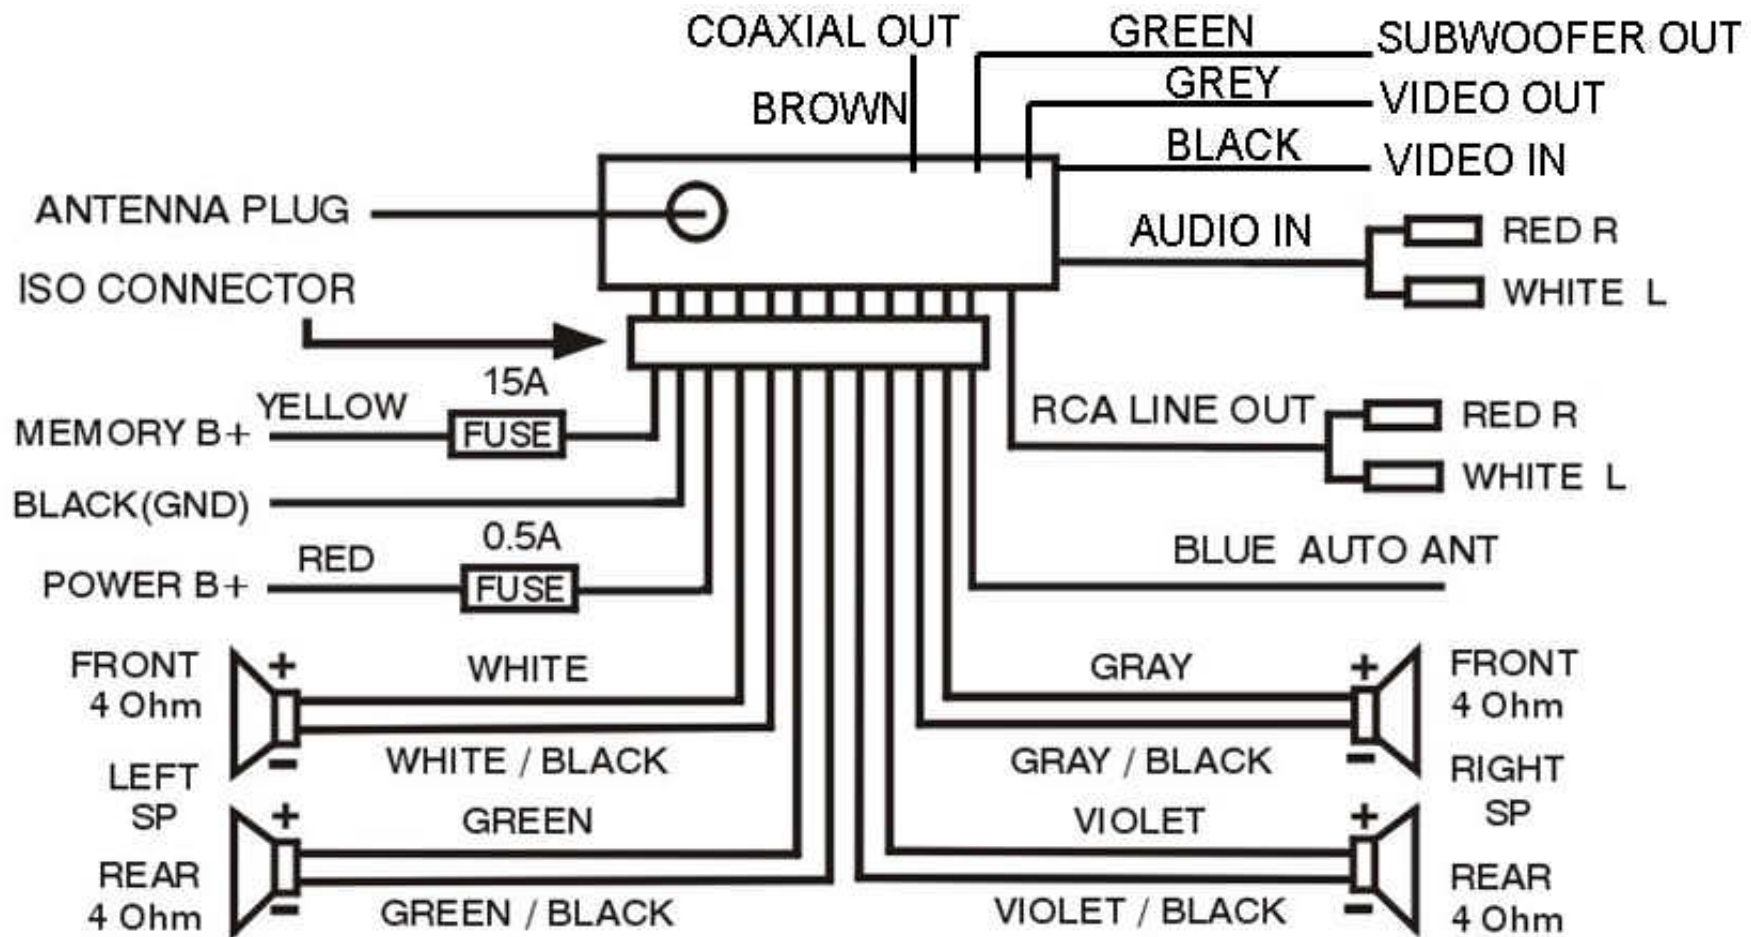 COAXIAL OUT
GREEN
SUBWOOFER OUT
BROWN
GREY
VIDEO OUT
BLACK
VIDEO IN
ANTENNA PLUG
AUDIO IN
RED R
WHITE L
ISO CONNECTOR
15A
YELLOW
MEMORY B+
FUSE
RCA LINE OUT
RED R
WHITE L
BLACK(GND)
0.5A
RED
POWER B+
FUSE
BLUE AUTO ANT
FRONT
4 Ohm
+
WHITE
-
WHITE / BLACK
LEFT
SP
+
GREEN
REAR
4 Ohm
-
GREEN / BLACK
GRAY
+
FRONT
4 Ohm
GRAY / BLACK
-
RIGHT
SP
VIOLET
+
REAR
4 Ohm
VIOLET / BLACK
-